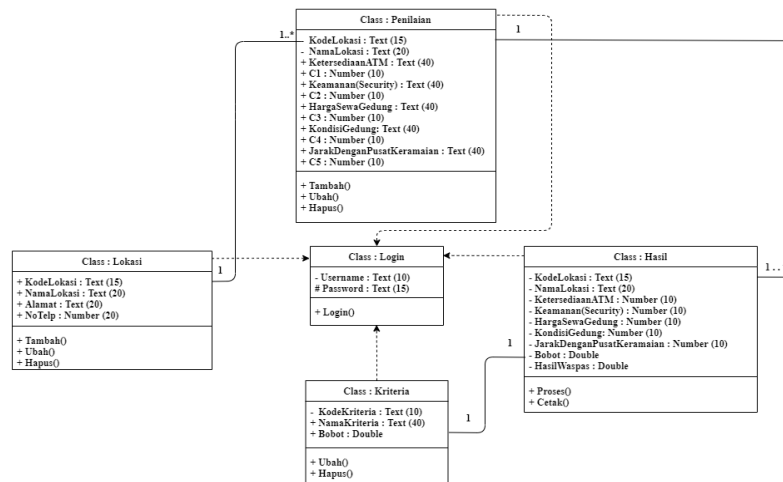 Class : Penilaian
- KodeLokasi : Text (15)
- NamaLokasi : Text (20)
+ KetersediaanATM : Text (40)
+ C1 : Number (10)
+ Keamanan(Security) : Text (40)
+ C2 : Number (10)
+ HargaSewaGedung : Text (40)
+ C3 : Number (10)
+ KondisiGedung: Text (40)
+ C4 : Number (10)
+ JarakDenganPusatKeramaian : Text (40)
+ C5 : Number (10)
+ Tambah()
+ Ubah()
+ Hapus()
1..*
1
Class : Lokasi
+ KodeLokasi : Text (15)
+ NamaLokasi : Text (20)
+ Alamat : Text (20)
+ NoTelp : Number (20)
+ Tambah()
+ Ubah()
+ Hapus()
1
Class : Login
- Username : Text (10)
# Password : Text (15)
+ Login()
Class : Hasil
- KodeLokasi : Text (15)
- NamaLokasi : Text (20)
- KetersediaanATM : Number (10)
- Keamanan(Security) : Number (10)
- HargaSewaGedung : Number (10)
- KondisiGedung: Number (10)
- JarakDenganPusatKeramaian : Number (10)
- Bobot : Double
- HasilWaspas : Double
+ Proses()
+ Cetak()
1..
1
Class : Kriteria
- KodeKriteria : Text (10)
+ NamaKriteria : Text (40)
+ Bobot : Double
+ Ubah()
+ Hapus()
1